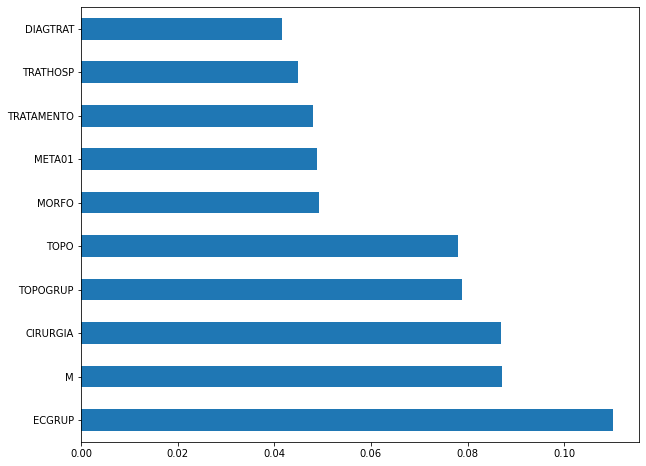 DIAGTRAT
TRATHOSP
TRATAMENTO
META01
MORFO
TOPO
TOPOGRUP
CIRURGIA
M
ECGRUP
0.00 0.02 0.04 0.06 0.08 0.10